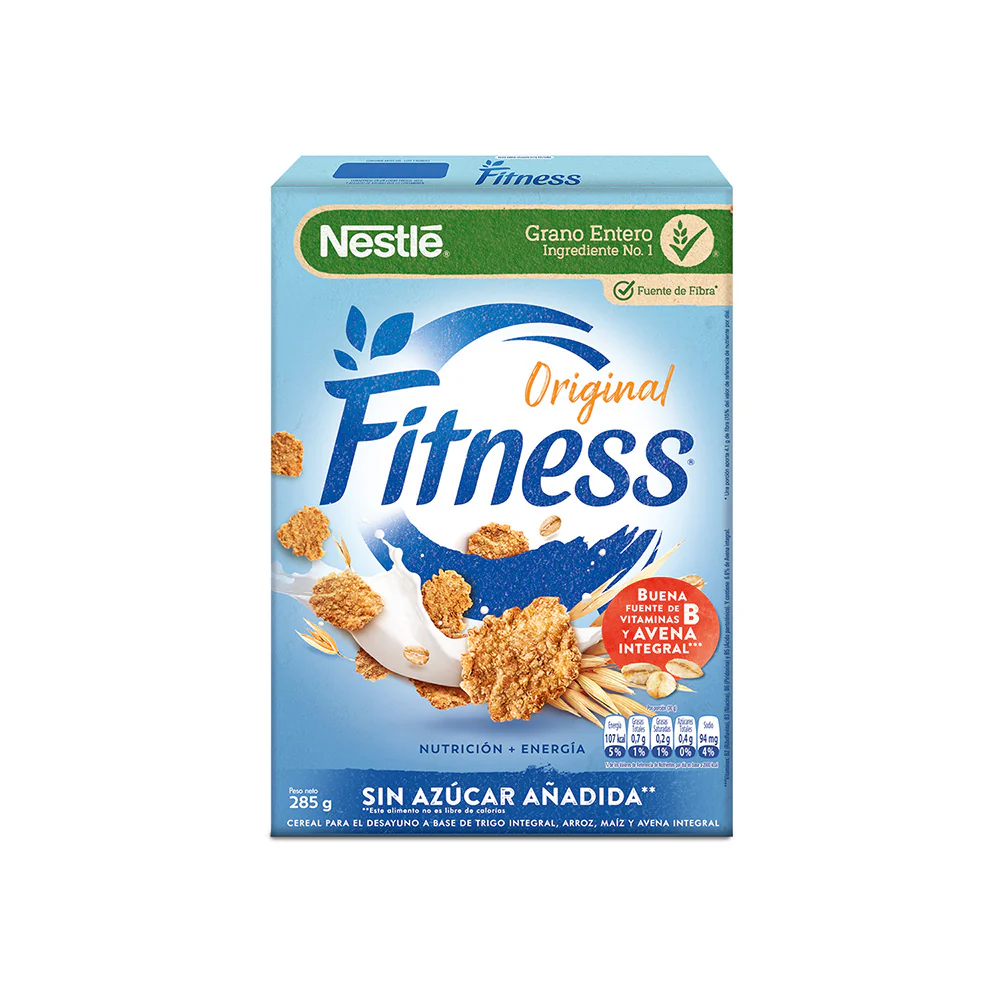 Fitness
Nestlé®
Grano Entero
Ingrediente No. 1
Fuente de Fibra*
Original
Fitness®
BUENA
FUENTE DE
VITAMINAS B
Y AVENA
INTEGRAL***
NUTRICIÓN + ENERGÍA
Por porción (30 g)
Energía Grasas Totales Grasas Saturadas Azúcares Totales Sodio
107 kcal 0,7 g 0,2 g 0,4 g 94 mg
5% 1% 1% 0% 4%
Peso neto
285 g
SIN AZÚCAR AÑADIDA**
**Este alimento no es libre de calorías
CEREAL PARA EL DESAYUNO A BASE DE TRIGO INTEGRAL, ARROZ, MAÍZ Y AVENA INTEGRAL